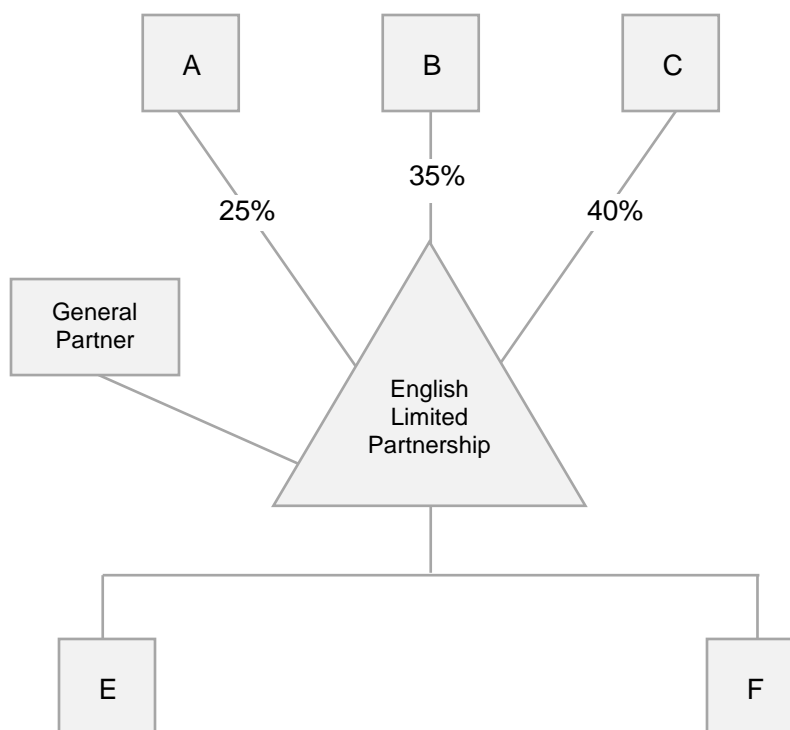 A
B
C
35%
25%
40%
General
Partner
English
Limited
Partnership
E
F